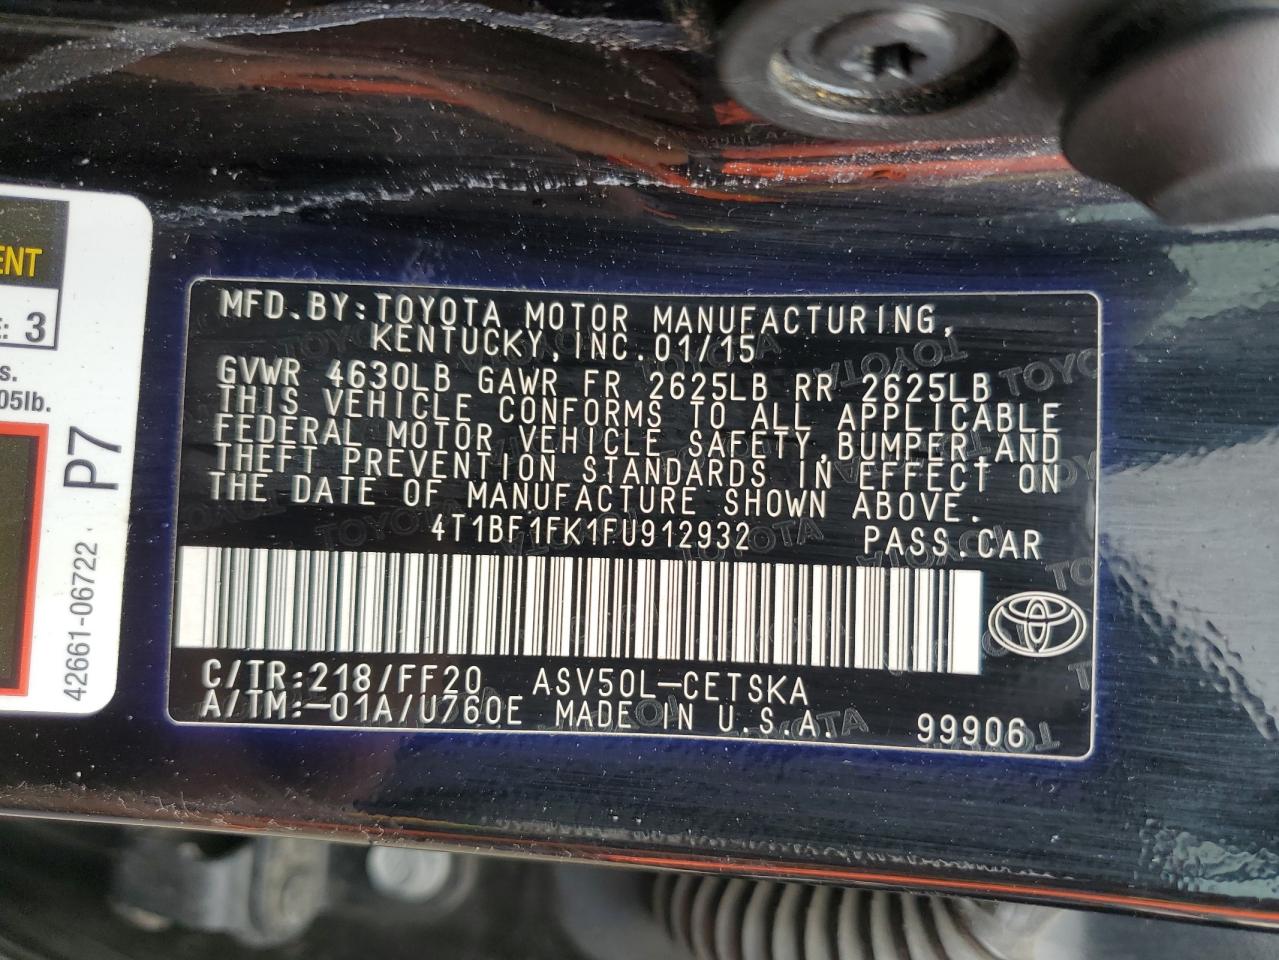 MFD.BY:TOYOTA MOTOR MANUFACTURING,
KENTUCKY,INC.01/15
GVWR 4630LB GAWR FR 2625LB RR 2625LB
THIS VEHICLE CONFORMS TO ALL APPLICABLE
FEDERAL MOTOR VEHICLE SAFETY,BUMPER,AND
THEFT PREVENTION STANDARDS IN EFFECT ON
THE DATE OF MANUFACTURE SHOWN ABOVE.
4T1BF1FK1FU912932 PASS.CAR
C/TR:218/FF20 ASV50L-CETSKA
A/TM:-01A/U760E MADE IN U.S.A. 99906
3
05lb.
P7
42661-06722
TOYOTA